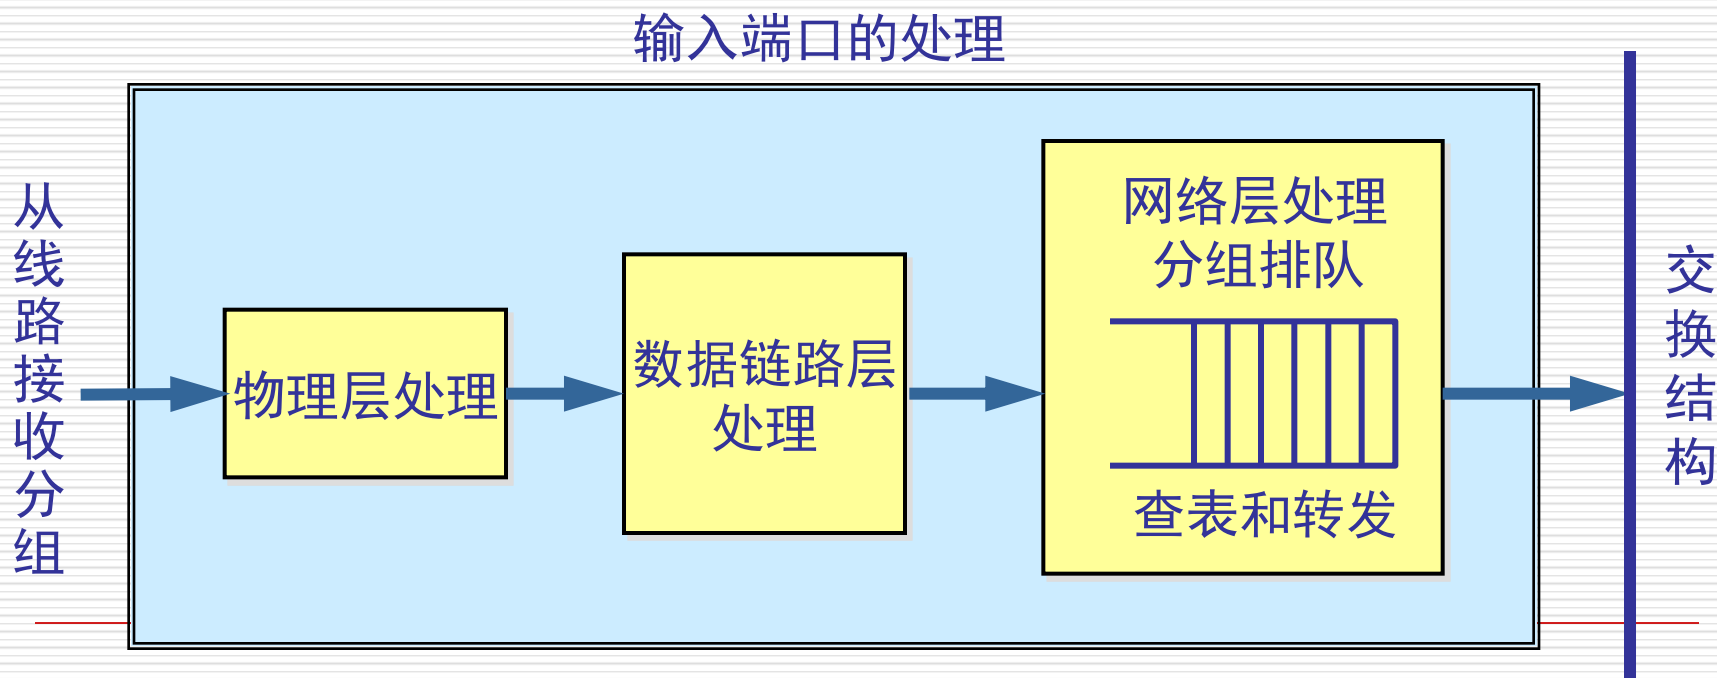 输入端口的处理
从线路接收分组
物理层处理
数据链路层
处理
网络层处理
分组排队
查表和转发
交换结构